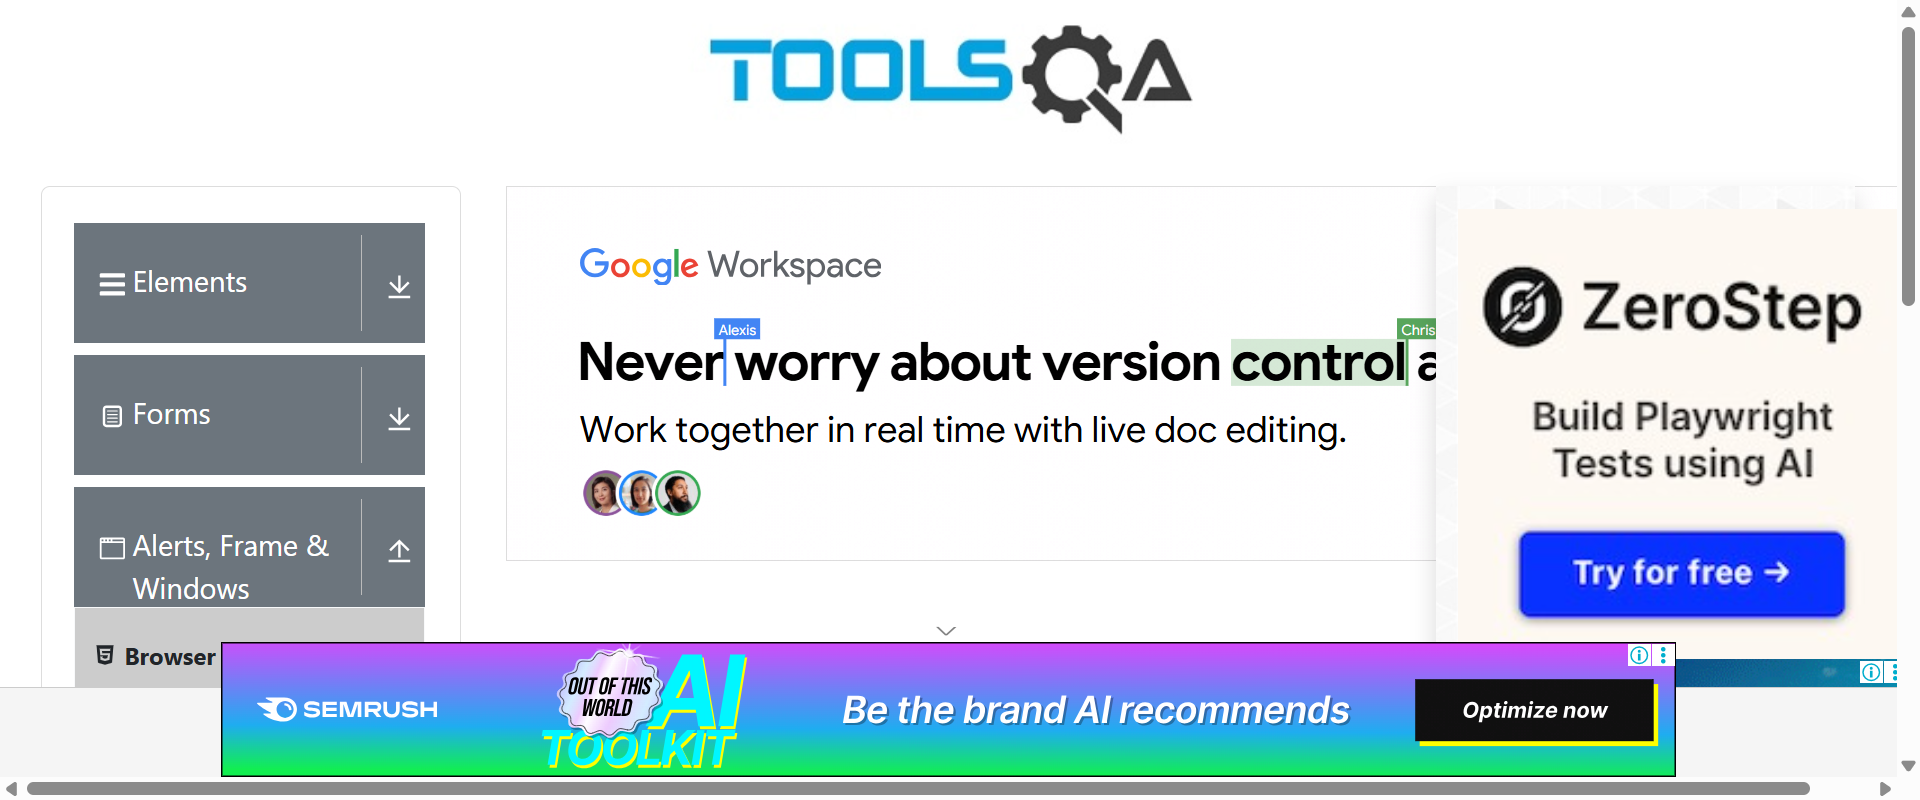 TOOLSQA
Elements
Forms
Alerts, Frame &
Windows
Browser
Google Workspace
Alexis
Chris
Never worry about version control a
Work together in real time with live doc editing.
ZeroStep
Build Playwright
Tests using AI
Try for free →
SEMRUSH
OUT OF THIS
WORLD
AI
TOOLKIT
Be the brand AI recommends
Optimize now